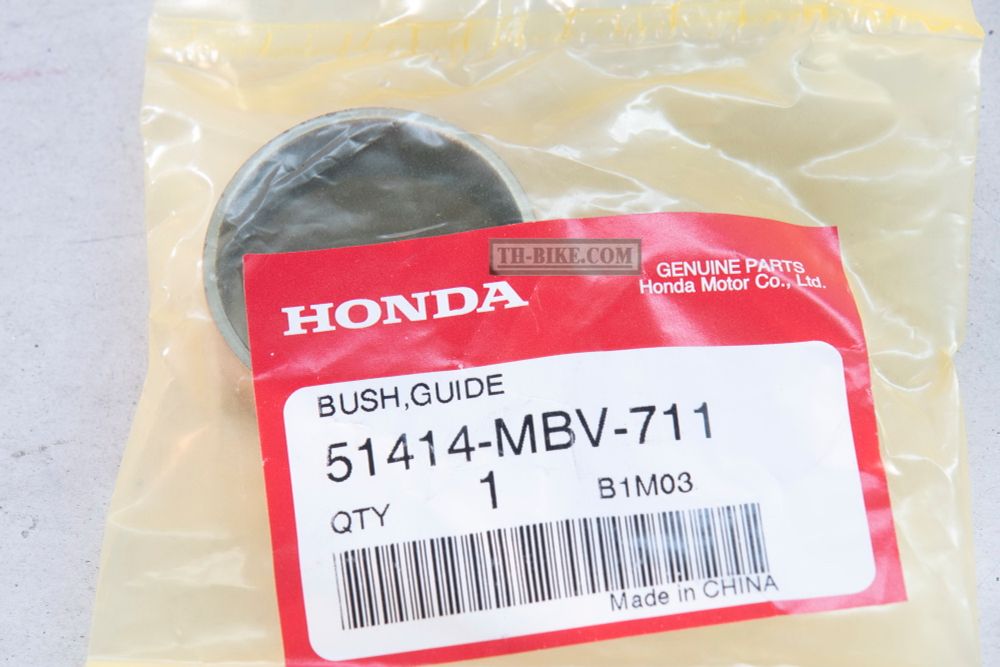 TH-BIKE.COM
HONDA
GENUINE PARTS
Honda Motor Co., Ltd.
BUSH,GUIDE
51414-MBV-711
QTY 1 B1M03
Made in CHINA